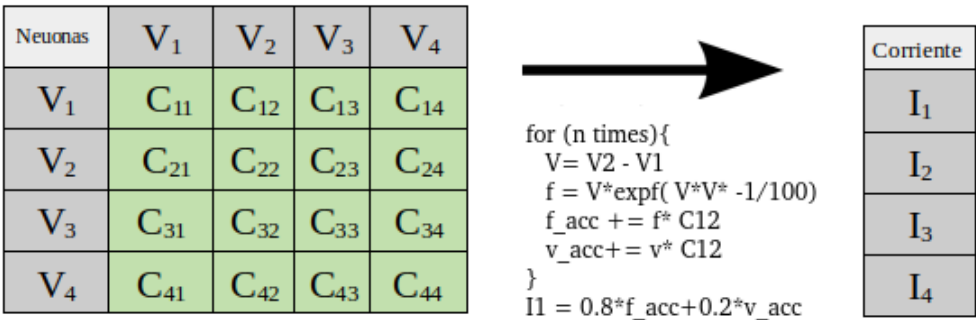 Neuonas V₁ V₂ V₃ V₄
V₁ C₁₁ C₁₂ C₁₃ C₁₄
V₂ C₂₁ C₂₂ C₂₃ C₂₄
V₃ C₃₁ C₃₂ C₃₃ C₃₄
V₄ C₄₁ C₄₂ C₄₃ C₄₄
for (n times){
V= V2 - V1
f = V*expf( V*V* -1/100)
f_acc += f* C12
v_acc+= v* C12
}
I1 = 0.8*f_acc+0.2*v_acc
Corriente
I₁
I₂
I₃
I₄